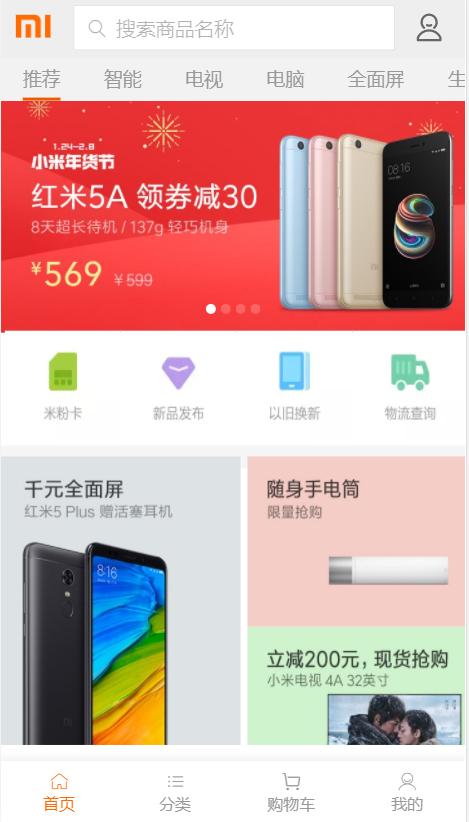 搜索商品名称
推荐 智能 电视 电脑 全面屏 生
1.24-2.8
小米年货节
红米5A 领券减30
8天超长待机 / 137g 轻巧机身
¥569 ¥599
08:16
米粉卡 新品发布 以旧换新 物流查询
千元全面屏
红米5 Plus 赠活塞耳机
8:16
随身手电筒
限量抢购
立减200元，现货抢购
小米电视 4A 32英寸
首页 分类 购物车 我的